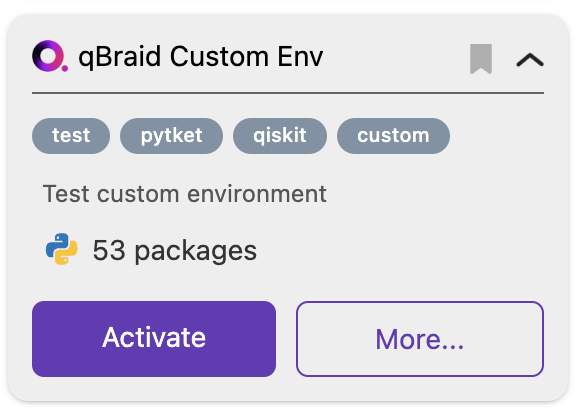 qBraid Custom Env
test pytket qiskit custom
Test custom environment
53 packages
Activate More...